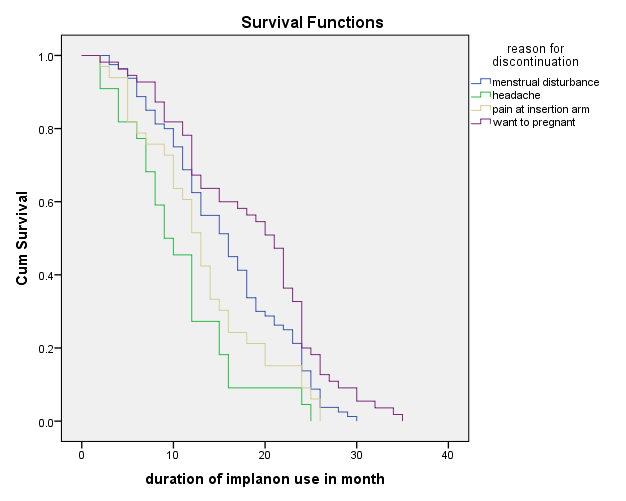 Survival Functions
reason for
discontinuation
menstrual disturbance
headache
pain at insertion arm
want to pregnant
Cum Survival
1.0
0.8
0.6
0.4
0.2
0.0
0 10 20 30 40
duration of implanon use in month